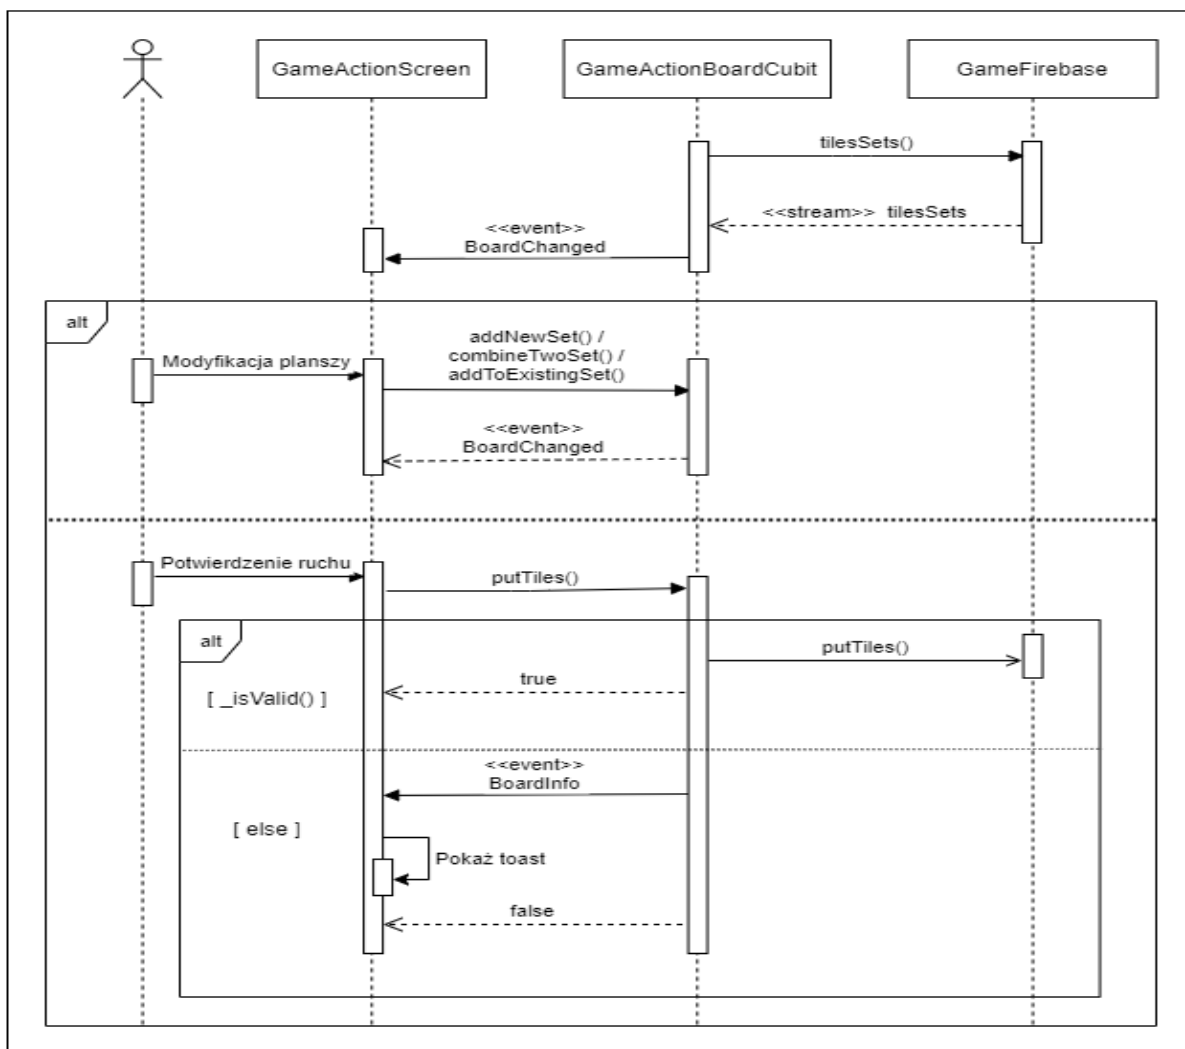 GameActionScreen
GameActionBoardCubit
GameFirebase
tilesSets()
<<stream>> tilesSets
<<event>>
BoardChanged
alt
Modyfikacja planszy
addNewSet() /
combineTwoSet() /
addToExistingSet()
<<event>>
BoardChanged
Potwierdzenie ruchu
putTiles()
alt
putTiles()
[ _isValid() ]
true
<<event>>
BoardInfo
[ else ]
Pokaż toast
false